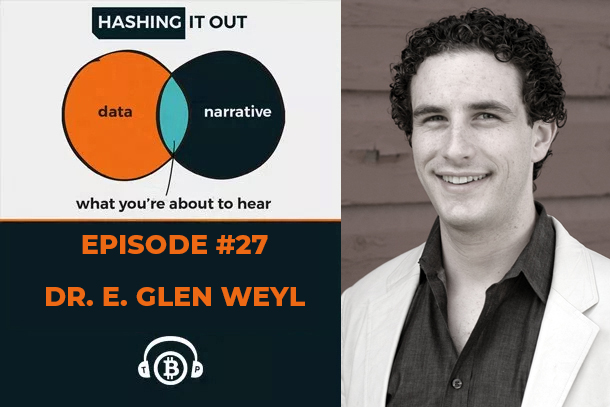 HASHING IT OUT
data
narrative
what you're about to hear
EPISODE #27
DR. E. GLEN WEYL
T B P